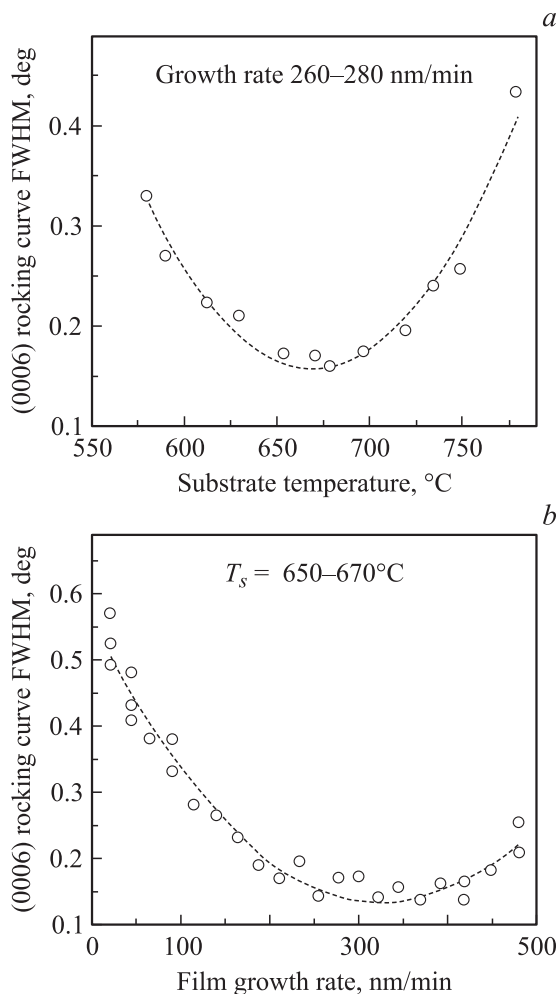 a
Growth rate 260–280 nm/min
(0006) rocking curve FWHM, deg
0.4
0.3
0.2
0.1
550 600 650 700 750
Substrate temperature, °C
b
T_s = 650–670°C
(0006) rocking curve FWHM, deg
0.6
0.5
0.4
0.3
0.2
0.1
0 100 300 500
Film growth rate, nm/min